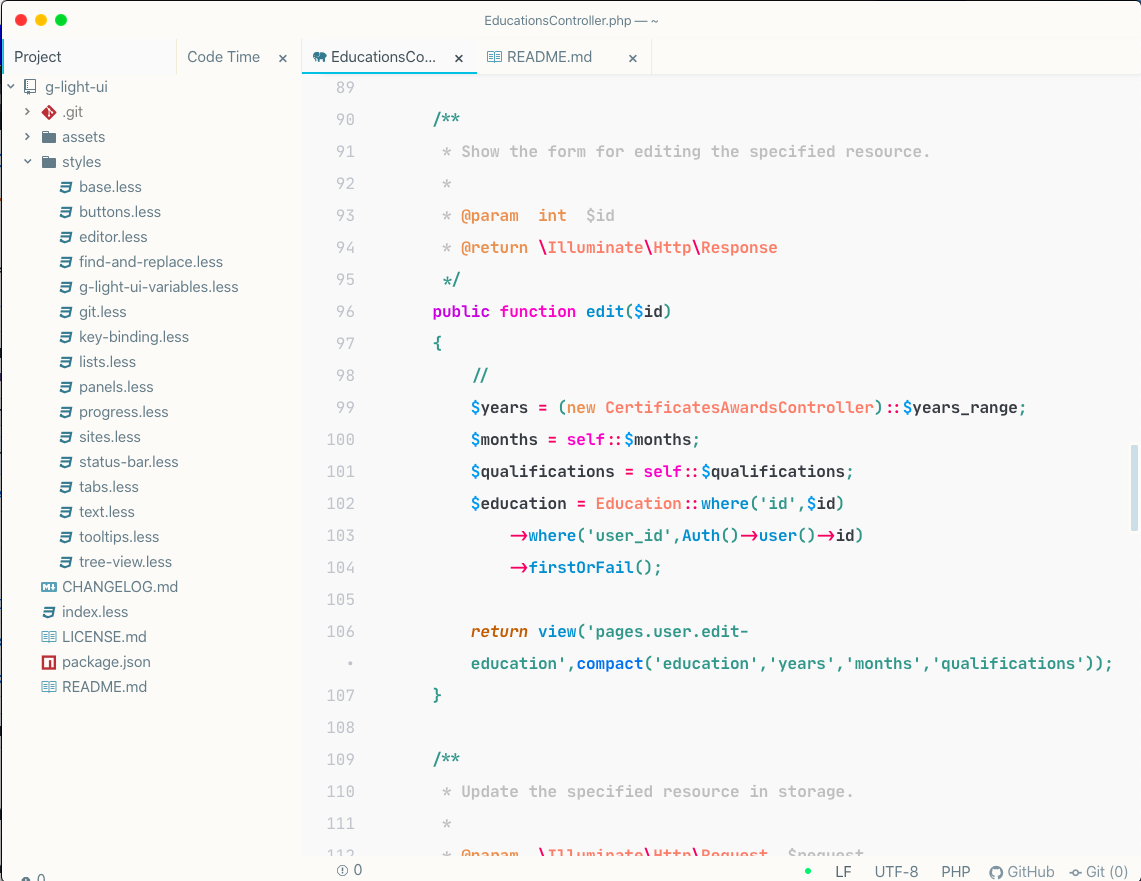 EducationsController.php — ~
Project
Code Time ×
EducationsCo... ×
README.md ×
g-light-ui
.git
assets
styles
base.less
buttons.less
editor.less
find-and-replace.less
g-light-ui-variables.less
git.less
key-binding.less
lists.less
panels.less
progress.less
sites.less
status-bar.less
tabs.less
text.less
tooltips.less
tree-view.less
CHANGELOG.md
index.less
LICENSE.md
package.json
README.md
89
90 /**
91 * Show the form for editing the specified resource.
92 *
93 * @param int $id
94 * @return \Illuminate\Http\Response
95 */
96 public function edit($id)
97 {
98 //
99 $years = (new CertificatesAwardsController)::$years_range;
100 $months = self::$months;
101 $qualifications = self::$qualifications;
102 $education = Education::where('id',$id)
103 ->where('user_id',Auth()->user()->id)
104 ->firstOrFail();
105
106 return view('pages.user.edit-
• education',compact('education','years','months','qualifications'));
107 }
108
109 /**
110 * Update the specified resource in storage.
111 *
112 * @param \Illuminate\Http\Request $request
0
0
LF UTF-8 PHP GitHub Git (0)